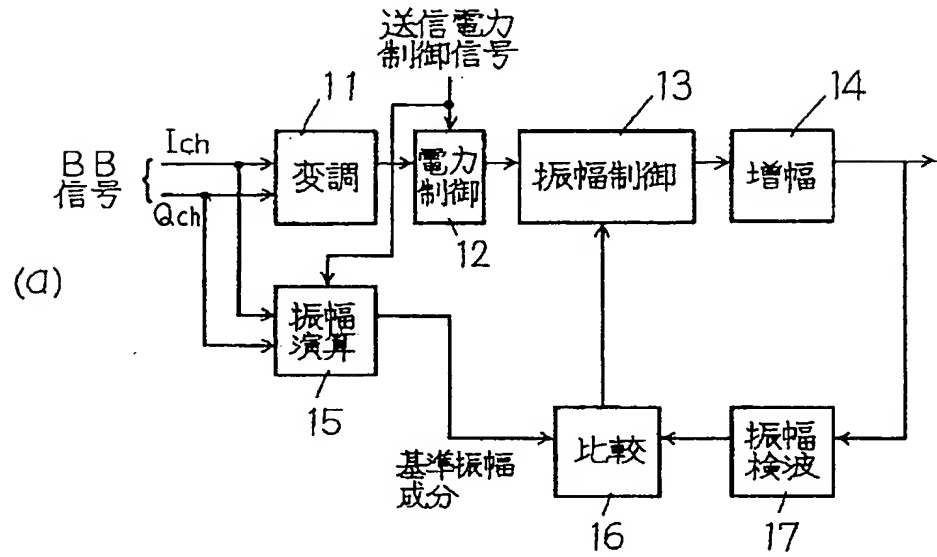 送信電力
制御信号
11
13
14
BB
信号
Ich
Qch
変調
電力
制御
12
振幅制御
増幅
(a)
振幅
演算
15
基準振幅
成分
比較
16
振幅
検波
17